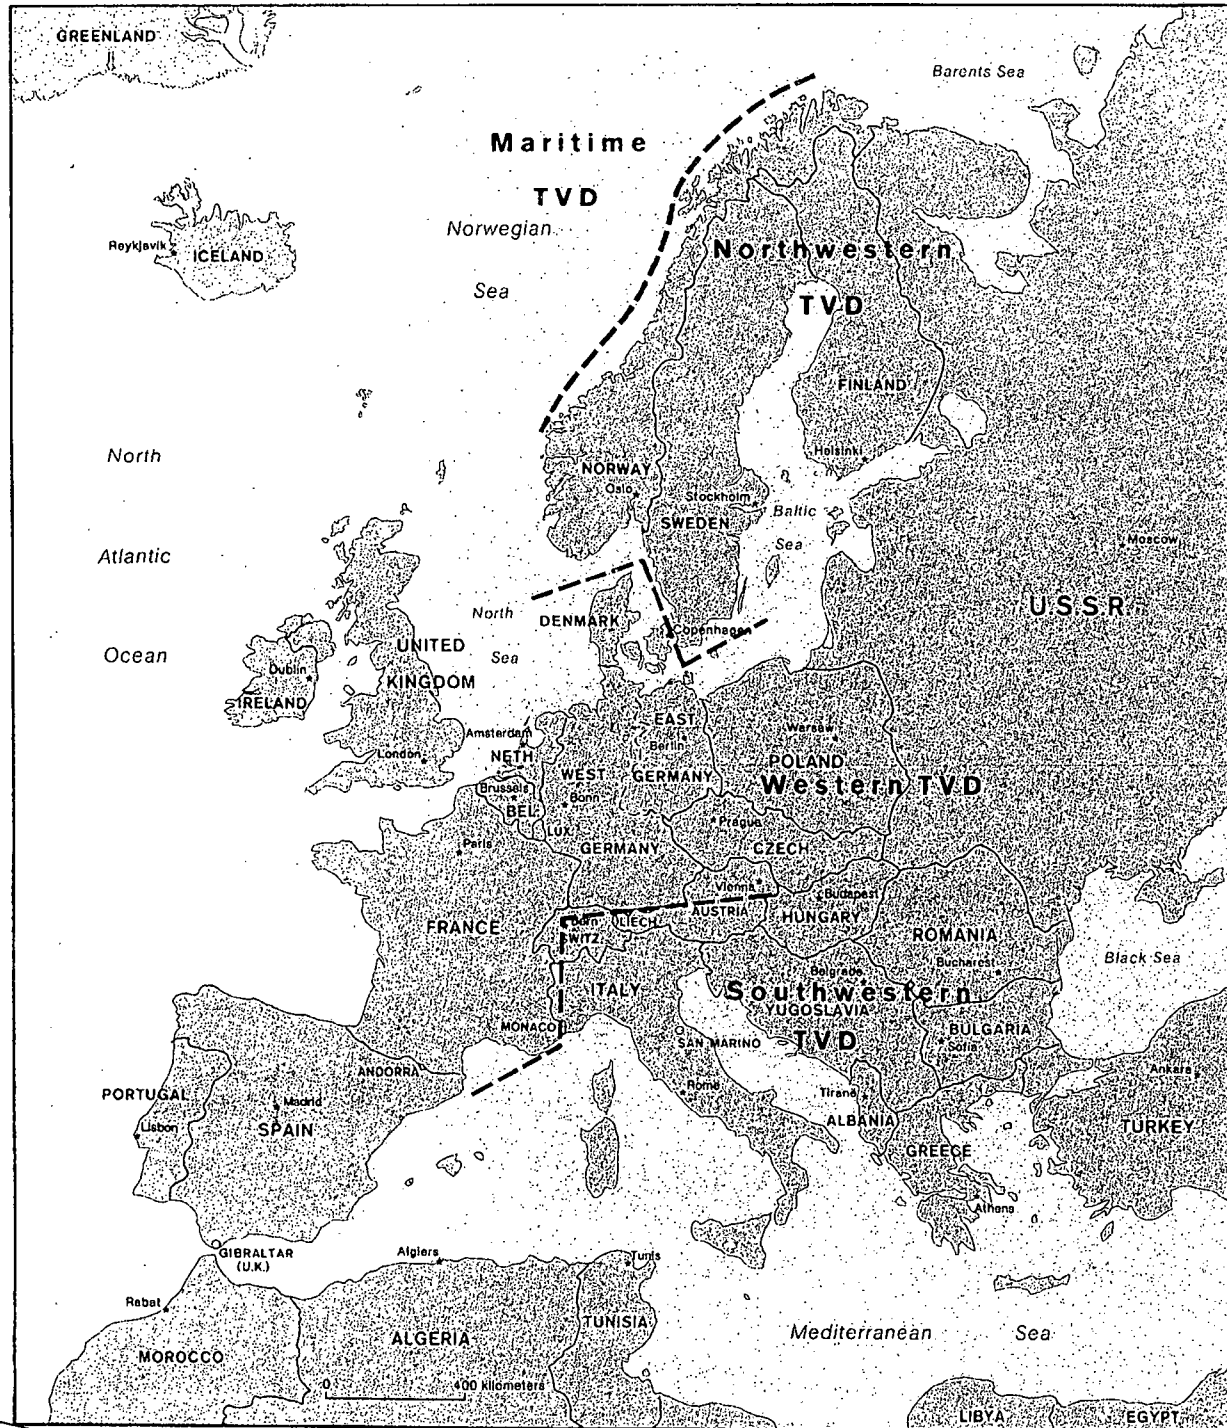 GREENLAND
Barents Sea
Maritime
TVD
Norwegian
Sea
Reykjavik
ICELAND
Northwestern
TVD
FINLAND
Helsinki
North
Atlantic
Ocean
NORWAY
Oslo
Stockholm
SWEDEN
Baltic
Sea
Moscow
U.S.S.R.
North
Sea
DENMARK
Copenhagen
UNITED
KINGDOM
Dublin
IRELAND
London
Amsterdam
NETH
Brussels
BEL
LUX
WEST
Bonn
GERMANY
EAST
Berlin
GERMANY
Warsaw
POLAND
Western TVD
Prague
CZECH
Paris
FRANCE
Vienna
AUSTRIA
Budapest
HUNGARY
Bern
SWITZ
LIECH
ROMANIA
Bucharest
Black Sea
Belgrade
ITALY
Southwestern
YUGOSLAVIA
TVD
MONACO
SAN MARINO
BULGARIA
Sofia
ANDORRA
Rome
Tirane
ALBANIA
Ankara
TURKEY
PORTUGAL
Lisbon
Madrid
SPAIN
GREECE
Athens
GIBRALTAR
(U.K.)
Algiers
Tunis
Rabat
MOROCCO
ALGERIA
TUNISIA
Mediterranean Sea
0 400 kilometers
LIBYA
EGYPT